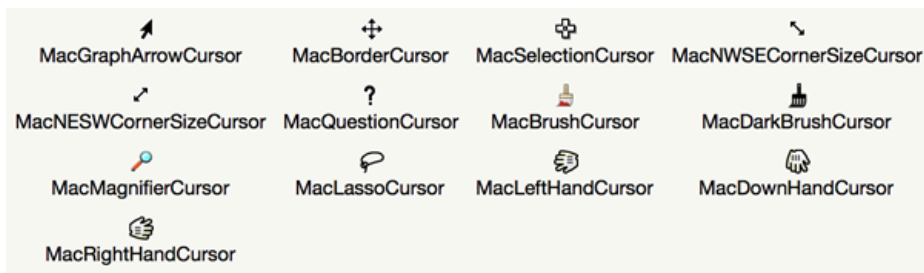 MacGraphArrowCursor MacBorderCursor MacSelectionCursor MacNWSECornerSizeCursor
MacNESWCornerSizeCursor MacQuestionCursor MacBrushCursor MacDarkBrushCursor
MacMagnifierCursor MacLassoCursor MacLeftHandCursor MacDownHandCursor
MacRightHandCursor